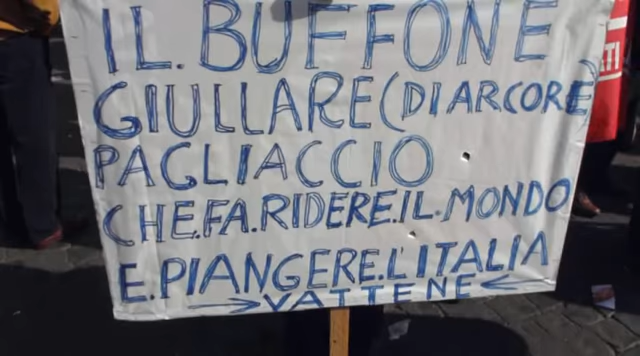 IL. BUFFONE
GIULLARE (DI ARCORE)
PAGLIACCIO
CHE.FA.RIDERE.IL.MONDO
E.PIANGERE.L'ITALIA
VATTENE